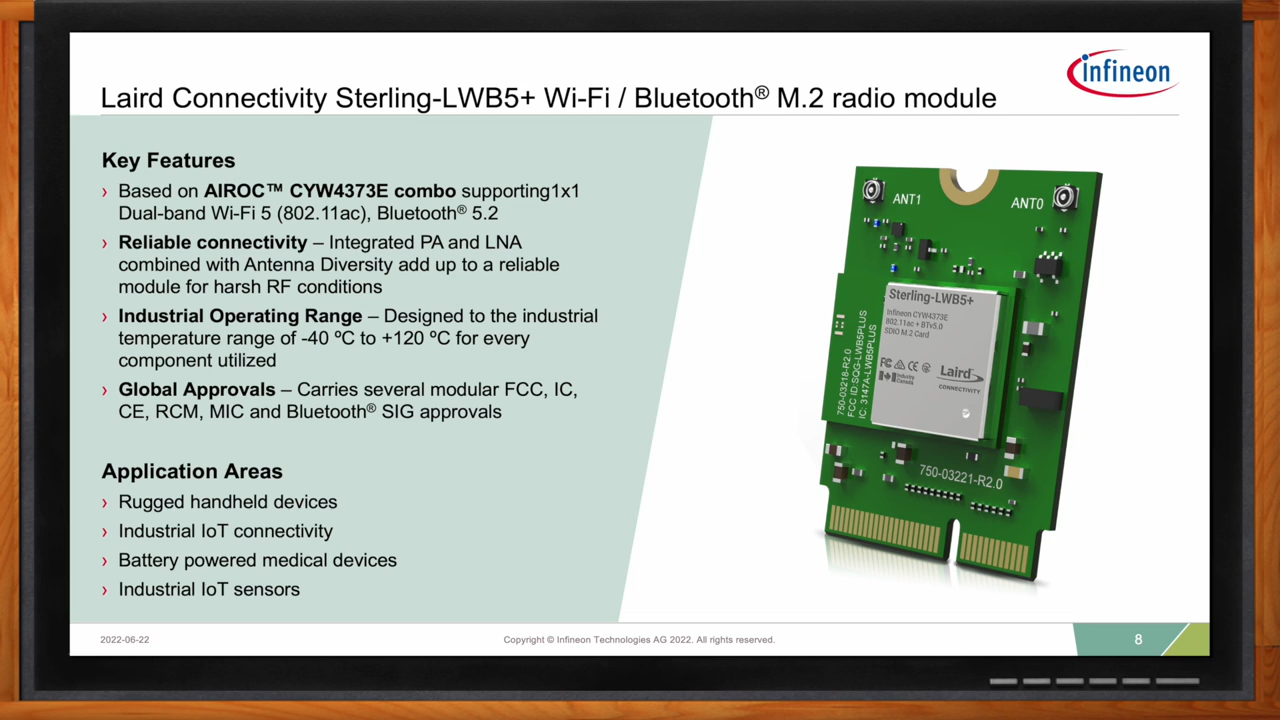 infineon
Laird Connectivity Sterling-LWB5+ Wi-Fi / Bluetooth® M.2 radio module
Key Features
› Based on AIROC™ CYW4373E combo supporting1x1
Dual-band Wi-Fi 5 (802.11ac), Bluetooth® 5.2
› Reliable connectivity – Integrated PA and LNA
combined with Antenna Diversity add up to a reliable
module for harsh RF conditions
› Industrial Operating Range – Designed to the industrial
temperature range of -40 ºC to +120 ºC for every
component utilized
› Global Approvals – Carries several modular FCC, IC,
CE, RCM, MIC and Bluetooth® SIG approvals
Application Areas
› Rugged handheld devices
› Industrial IoT connectivity
› Battery powered medical devices
› Industrial IoT sensors
ANT1
ANT0
Sterling-LWB5+
Infineon CYW4373E
802.11ac + BTv5.0
SDIO M.2 Card
FC CE
Industry
Canada
Laird
CONNECTIVITY
750-03218-R2.0
FCC ID:SQG-LWB5PLUS
IC: 3147A-LWB5PLUS
750-03221-R2.0
2022-06-22
Copyright © Infineon Technologies AG 2022. All rights reserved.
8